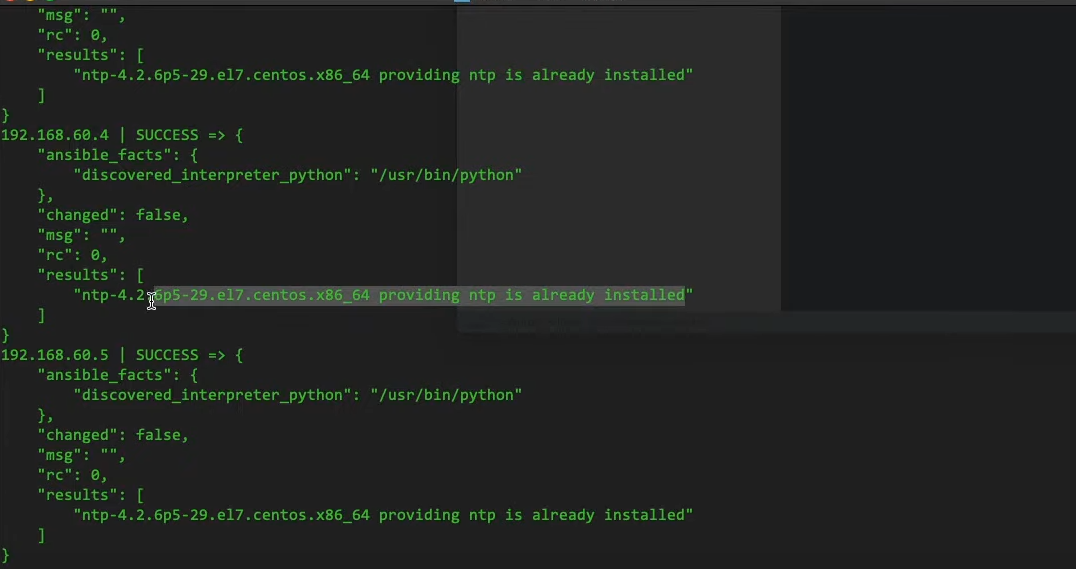 "msg": "",
    "rc": 0,
    "results": [
        "ntp-4.2.6p5-29.el7.centos.x86_64 providing ntp is already installed"
    ]
}
192.168.60.4 | SUCCESS => {
    "ansible_facts": {
        "discovered_interpreter_python": "/usr/bin/python"
    },
    "changed": false,
    "msg": "",
    "rc": 0,
    "results": [
        "ntp-4.2.6p5-29.el7.centos.x86_64 providing ntp is already installed"
    ]
}
192.168.60.5 | SUCCESS => {
    "ansible_facts": {
        "discovered_interpreter_python": "/usr/bin/python"
    },
    "changed": false,
    "msg": "",
    "rc": 0,
    "results": [
        "ntp-4.2.6p5-29.el7.centos.x86_64 providing ntp is already installed"
    ]
}